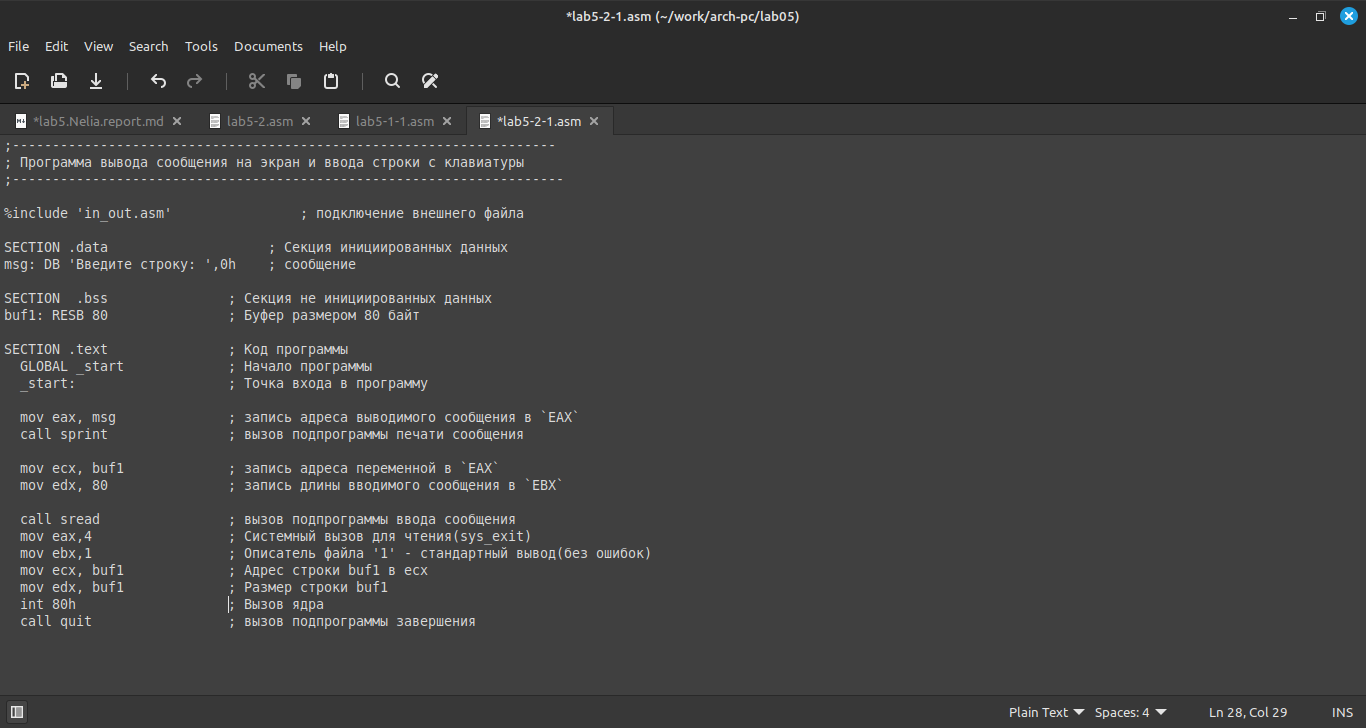 *lab5-2-1.asm (~/work/arch-pc/lab05)
File Edit View Search Tools Documents Help
*lab5.Nelia.report.md lab5-2.asm lab5-1-1.asm *lab5-2-1.asm
;--------------------------------------------------------------------
; Программа вывода сообщения на экран и ввода строки с клавиатуры
;---------------------------------------------------------------------
%include 'in_out.asm' ; подключение внешнего файла
SECTION .data ; Секция инициированных данных
msg: DB 'Введите строку: ',0h ; сообщение
SECTION .bss ; Секция не инициированных данных
buf1: RESB 80 ; Буфер размером 80 байт
SECTION .text ; Код программы
GLOBAL _start ; Начало программы
_start: ; Точка входа в программу
mov eax, msg ; запись адреса выводимого сообщения в `EAX`
call sprint ; вызов подпрограммы печати сообщения
mov ecx, buf1 ; запись адреса переменной в `EAX`
mov edx, 80 ; запись длины вводимого сообщения в `EBX`
call sread ; вызов подпрограммы ввода сообщения
mov eax,4 ; Системный вызов для чтения(sys_exit)
mov ebx,1 ; Описатель файла '1' - стандартный вывод(без ошибок)
mov ecx, buf1 ; Адрес строки buf1 в ecx
mov edx, buf1 ; Размер строки buf1
int 80h ; Вызов ядра
call quit ; вызов подпрограммы завершения
Plain Text Spaces: 4 Ln 28, Col 29 INS